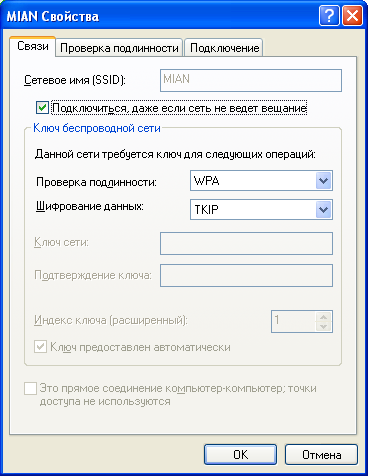 MIAN Свойства
Связи
Проверка подлинности
Подключение
Сетевое имя (SSID): MIAN
Подключиться, даже если сеть не ведет вещание
Ключ беспроводной сети
Данной сети требуется ключ для следующих операций:
Проверка подлинности: WPA
Шифрование данных: TKIP
Ключ сети:
Подтверждение ключа:
Индекс ключа (расширенный): 1
Ключ предоставлен автоматически
Это прямое соединение компьютер-компьютер; точки
доступа не используются
OK
Отмена